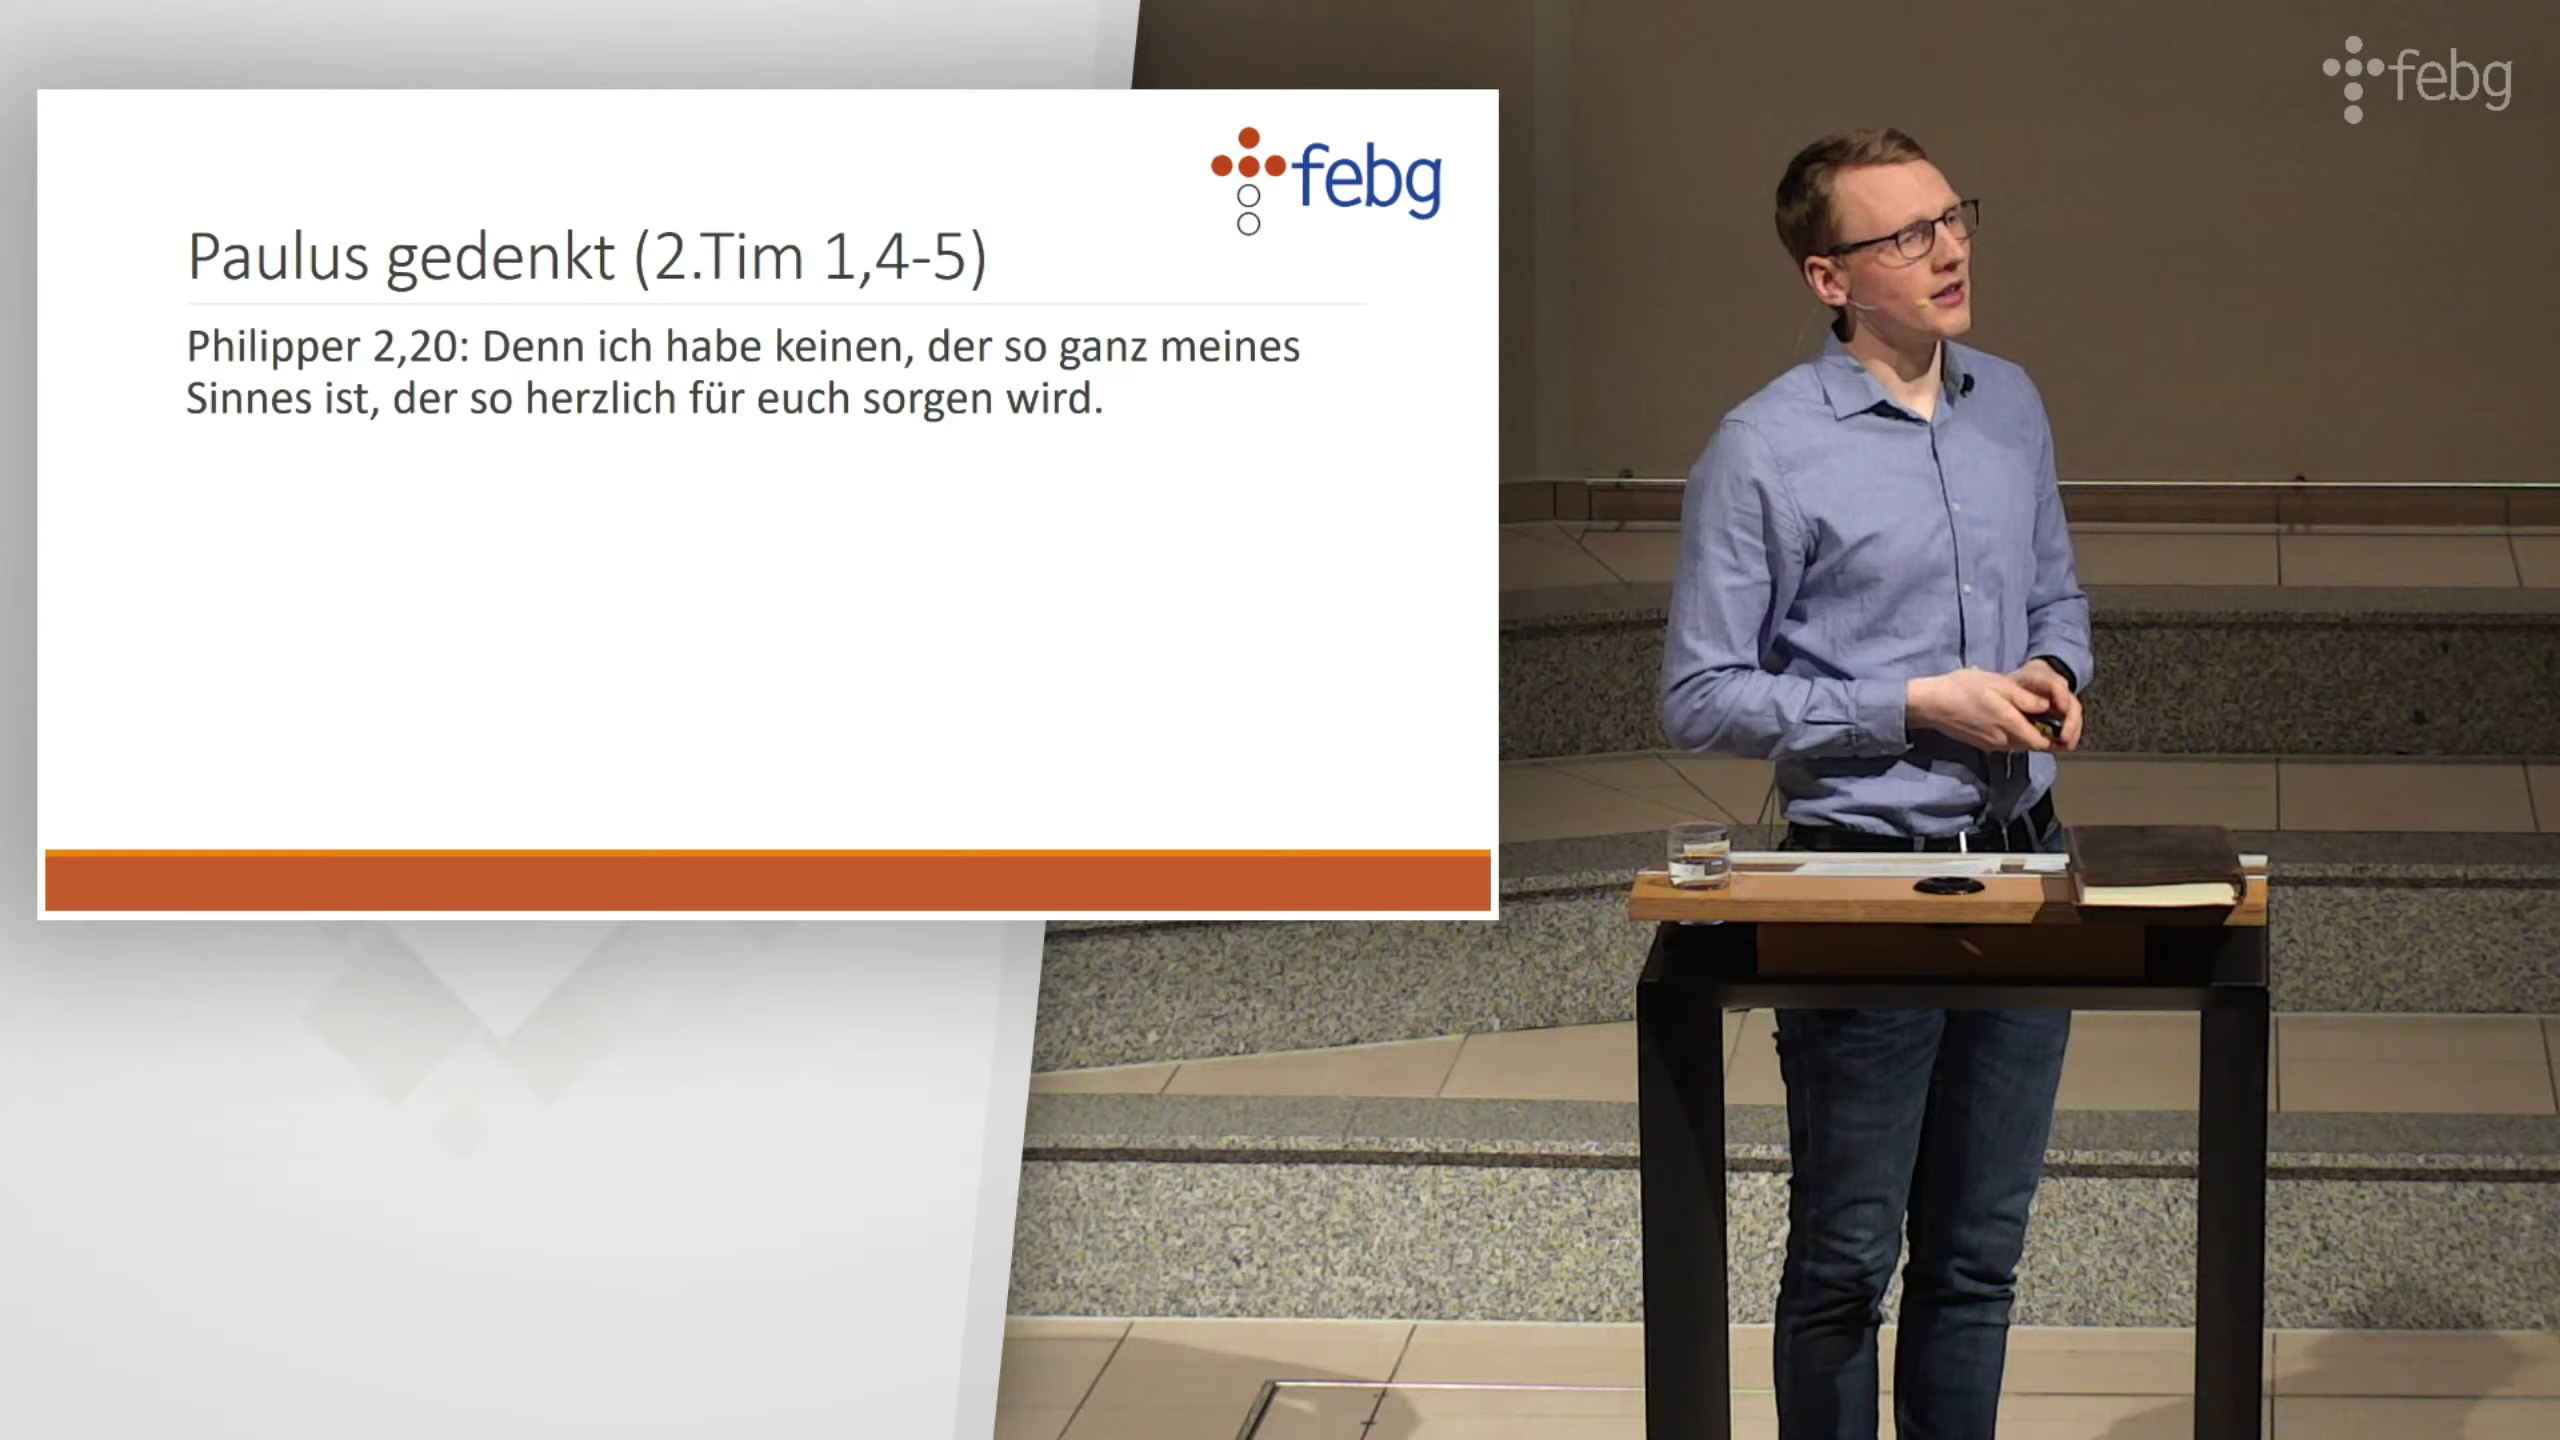 febg
febg
Paulus gedenkt (2.Tim 1,4-5)
Philipper 2,20: Denn ich habe keinen, der so ganz meines
Sinnes ist, der so herzlich für euch sorgen wird.